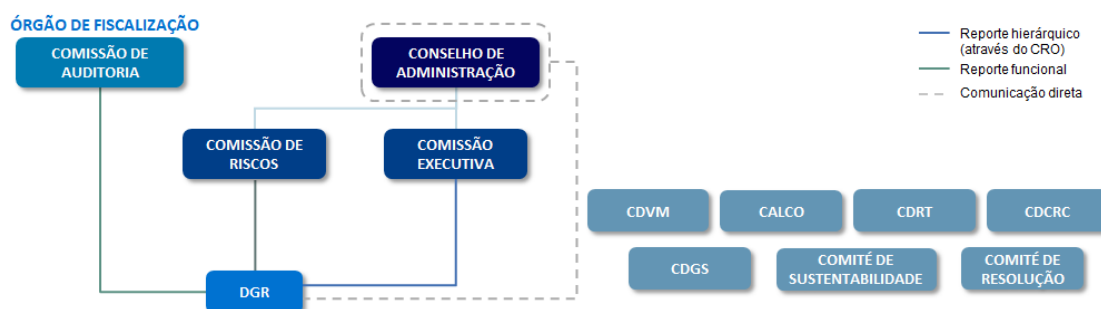 ÓRGÃO DE FISCALIZAÇÃO
COMISSÃO DE
AUDITORIA
CONSELHO DE
ADMINISTRAÇÃO
Reporte hierárquico
(através do CRO)
Reporte funcional
Comunicação direta
COMISSÃO DE
RISCOS
COMISSÃO
EXECUTIVA
CDVM
CALCO
CDRT
CDCRC
CDGS
COMITÉ DE
SUSTENTABILIDADE
COMITÉ DE
RESOLUÇÃO
DGR